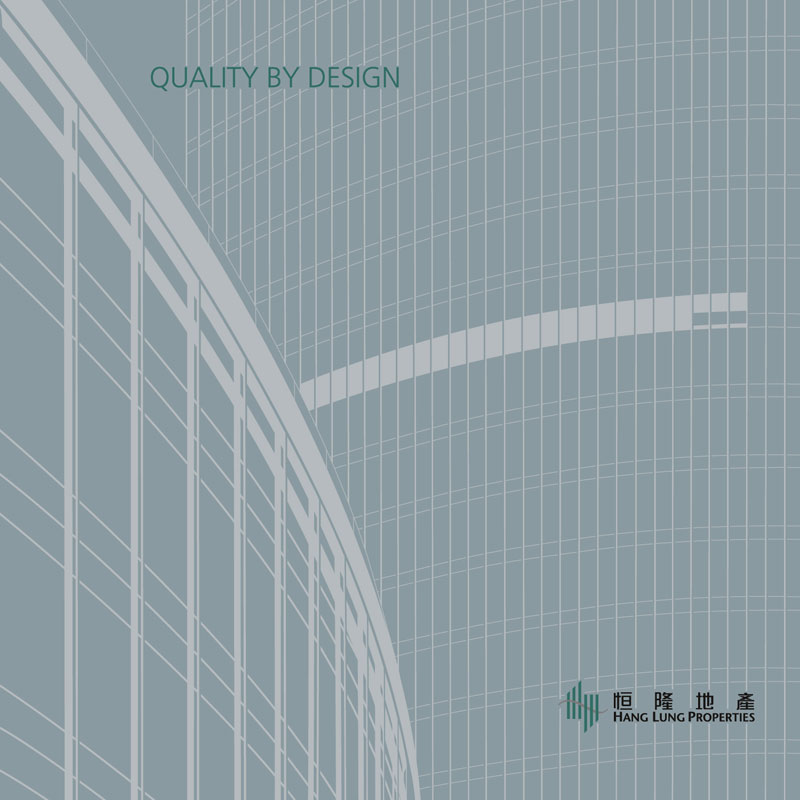 QUALITY BY DESIGN
恒隆地產
HANG LUNG PROPERTIES